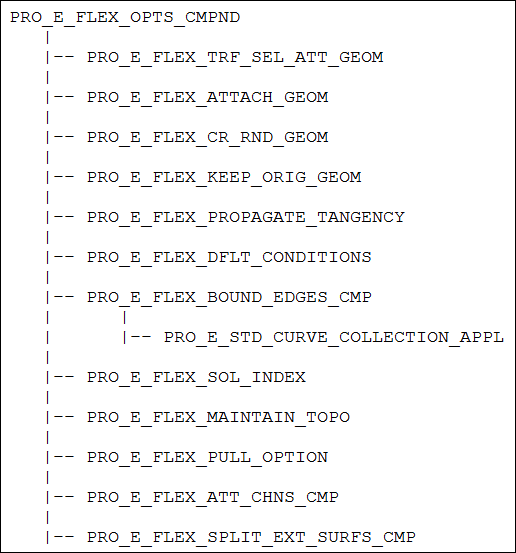 PRO_E_FLEX_OPTS_CMPND
|
|-- PRO_E_FLEX_TRF_SEL_ATT_GEOM
|
|-- PRO_E_FLEX_ATTACH_GEOM
|
|-- PRO_E_FLEX_CR_RND_GEOM
|
|-- PRO_E_FLEX_KEEP_ORIG_GEOM
|
|-- PRO_E_FLEX_PROPAGATE_TANGENCY
|
|-- PRO_E_FLEX_DFLT_CONDITIONS
|
|-- PRO_E_FLEX_BOUND_EDGES_CMP
|      |
|      |-- PRO_E_STD_CURVE_COLLECTION_APPL
|
|-- PRO_E_FLEX_SOL_INDEX
|
|-- PRO_E_FLEX_MAINTAIN_TOPO
|
|-- PRO_E_FLEX_PULL_OPTION
|
|-- PRO_E_FLEX_ATT_CHNS_CMP
|
|-- PRO_E_FLEX_SPLIT_EXT_SURFS_CMP